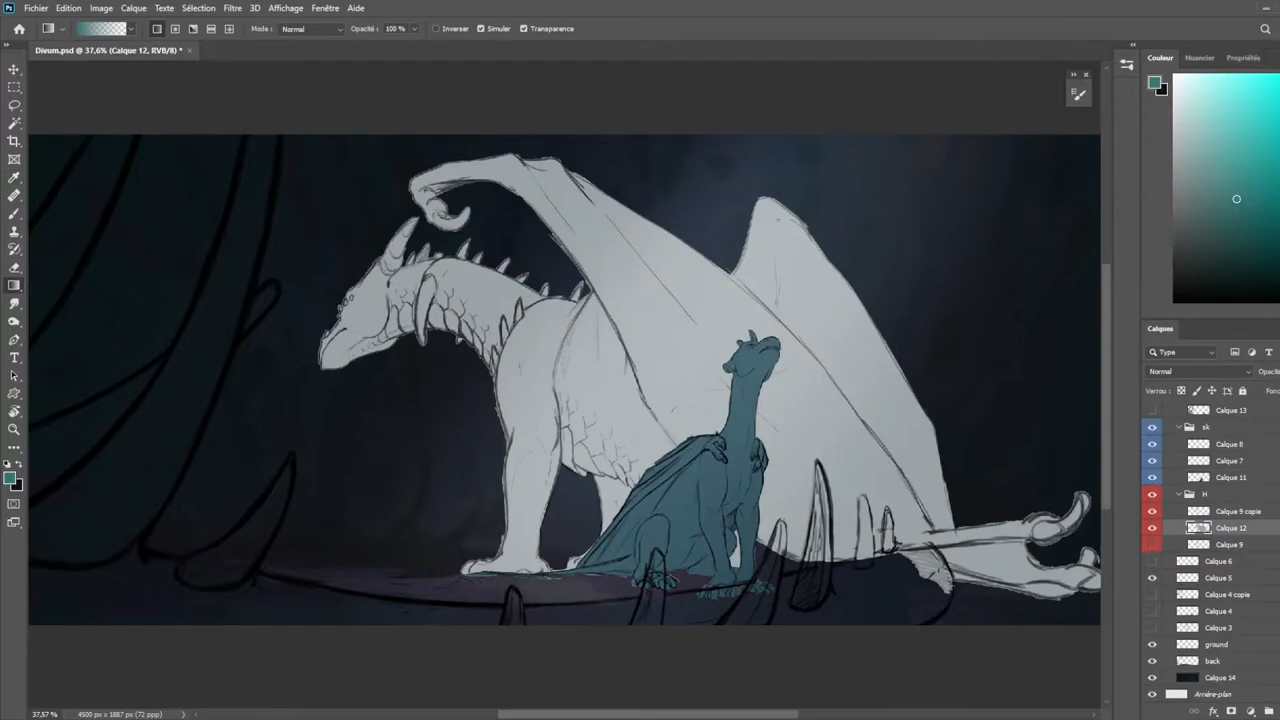 Fichier Edition Image Calque Texte Sélection Filtre 3D Affichage Fenêtre Aide
Mode : Normal Opacité : 100 % Inverser Simuler Transparence
Divum.psd @ 37,6% (Calque 12, RVB/8) * ×
Couleur Nuancier Propriétés
Calques
Type
Normal Opacité
Verrou : Fond
Calque 13
sk
Calque 8
Calque 7
Calque 11
H
Calque 9 copie
Calque 12
Calque 9
Calque 6
Calque 5
Calque 4 copie
Calque 4
Calque 3
ground
back
Calque 14
Arrière-plan
37,57 % 4500 px x 1887 px (72 ppp)